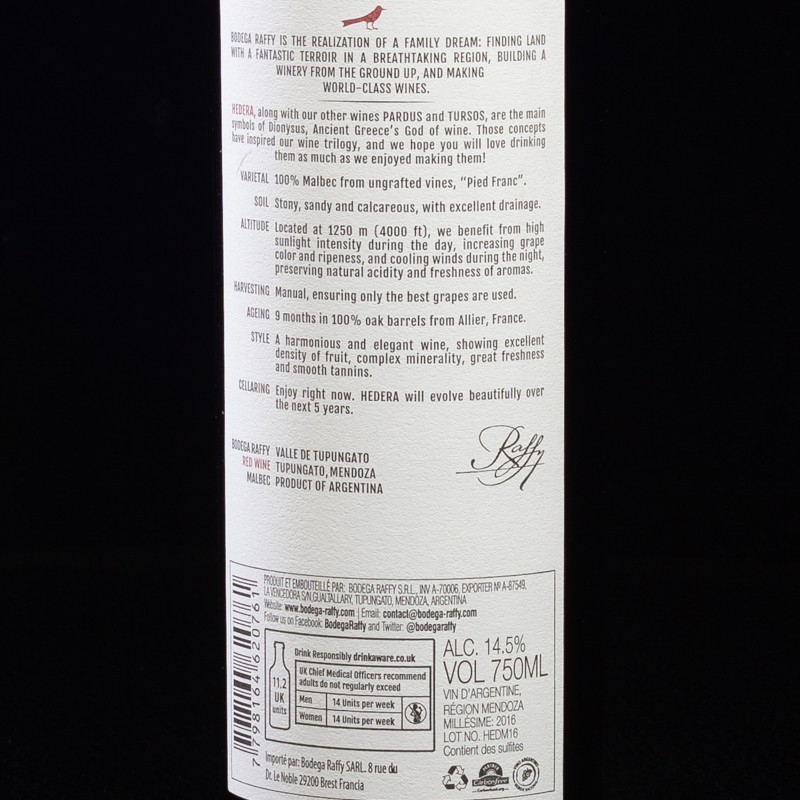 BODEGA RAFFY IS THE REALIZATION OF A FAMILY DREAM: FINDING LAND
WITH A FANTASTIC TERROIR IN A BREATHTAKING REGION, BUILDING A
WINERY FROM THE GROUND UP, AND MAKING
WORLD-CLASS WINES.
HEDERA, along with our other wines PARDUS and TURSOS, are the main
symbols of Dionysus, Ancient Greece's God of wine. Those concepts
have inspired our wine trilogy, and we hope you will love drinking
them as much as we enjoyed making them!
VARIETAL 100% Malbec from ungrafted vines, "Pied Franc".
SOIL Stony, sandy and calcareous, with excellent drainage.
ALTITUDE Located at 1250 m (4000 ft), we benefit from high
sunlight intensity during the day, increasing grape
color and ripeness, and cooling winds during the night,
preserving natural acidity and freshness of aromas.
HARVESTING Manual, ensuring only the best grapes are used.
AGEING 9 months in 100% oak barrels from Allier, France.
STYLE A harmonious and elegant wine, showing excellent
density of fruit, complex minerality, great freshness
and smooth tannins.
CELLARING Enjoy right now. HEDERA will evolve beautifully over
the next 5 years.
BODEGA RAFFY VALLE DE TUPUNGATO
RED WINE TUPUNGATO, MENDOZA
MALBEC PRODUCT OF ARGENTINA
Raffy
PRODUIT ET EMBOUTEILLÉ PAR: BODEGA RAFFY S.R.L., INV A-70006, EXPORTER Nº A-87549,
LA VENCEDORA S/N, GUALTALLARY, TUPUNGATO, MENDOZA, ARGENTINA
Website: www.bodega-raffy.com | Email: contact@bodega-raffy.com
Follow us on Facebook: BodegaRaffy and Twitter: @bodegaraffy
7 798164 620761
Drink Responsibly drinkaware.co.uk
11.2
UK
units
UK Chief Medical Officers recommend
adults do not regularly exceed
Men 14 Units per week
Women 14 Units per week
ALC. 14.5%
VOL 750ML
VIN D'ARGENTINE,
RÉGION MENDOZA
MILLÉSIME: 2016
LOT NO. HEDM16
Contient des sulfites
Importé par: Bodega Raffy SARL. 8 rue du
Dr. Le Noble 29200 Brest Francia